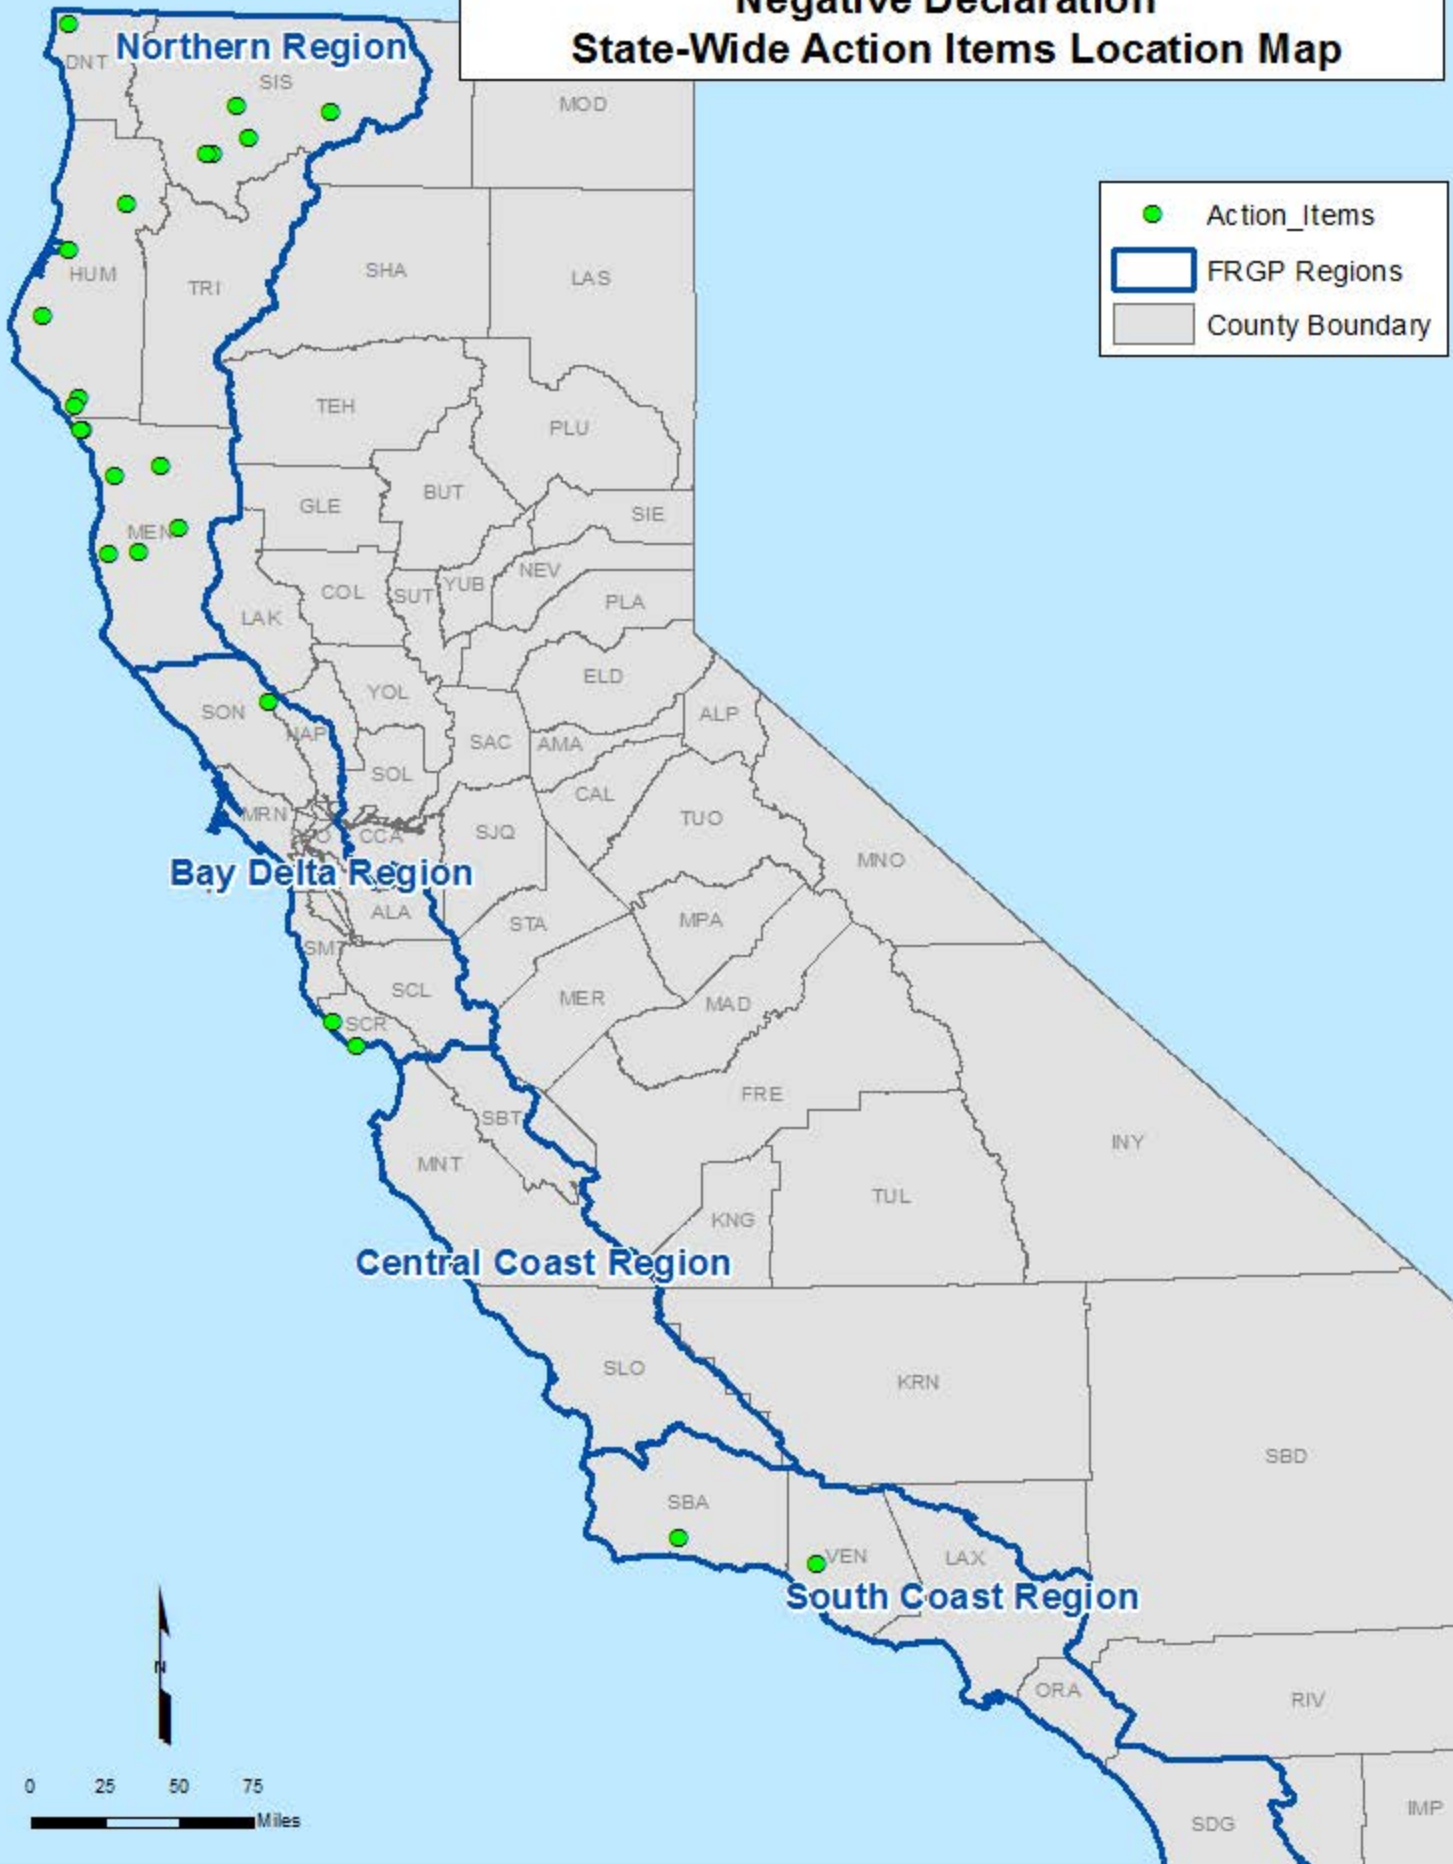 Negative Declaration
State-Wide Action Items Location Map
Northern Region
DNT
SIS
MOD
Action_Items
FRGP Regions
County Boundary
HUM
TRI
SHA
LAS
TEH
PLU
GLE
BUT
SIE
MEN
COL
SUT
YUB
NEV
PLA
LAK
ELD
YOL
SON
NAP
SAC
AMA
ALP
SOL
CAL
TUO
MRN
CCA
SJQ
MNO
Bay Delta Region
ALA
STA
MPA
SMT
SCL
MER
MAD
SCR
FRE
SBT
INY
MNT
TUL
KNG
Central Coast Region
SLO
KRN
SBD
SBA
VEN
LAX
South Coast Region
N
ORA
RIV
0 25 50 75
Miles
SDG
IMP